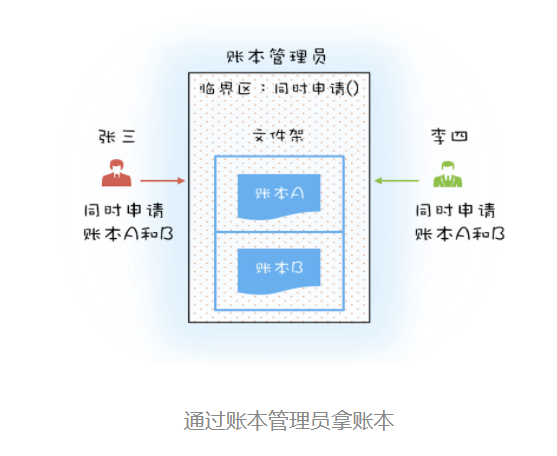 账本管理员
临界区：同时申请()
文件架
张三
同时申请
账本A和B
账本A
账本B
李四
同时申请
账本A和B
通过账本管理员拿账本